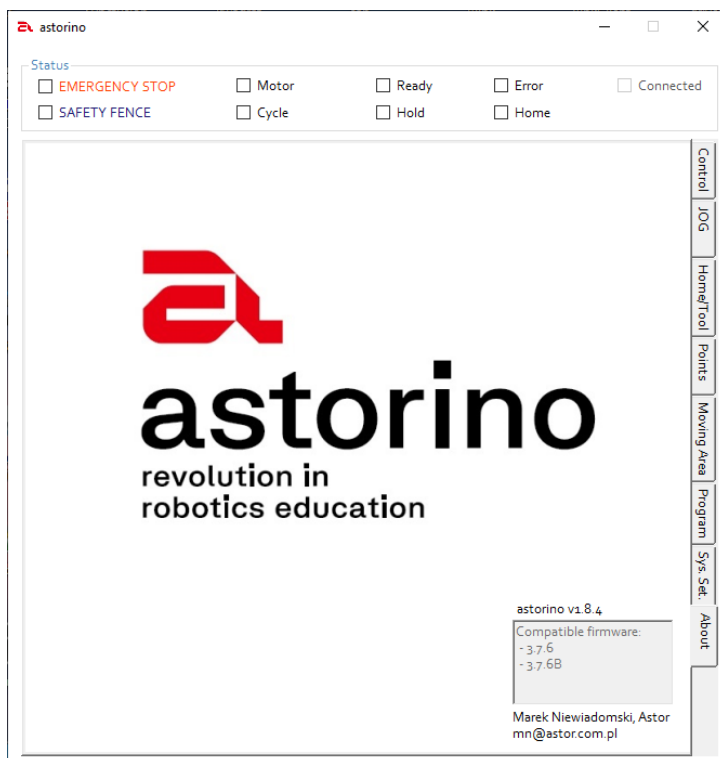 astorino
Status
EMERGENCY STOP
Motor
Ready
Error
Connected
SAFETY FENCE
Cycle
Hold
Home
Control
JOG
Home/Tool
Points
Moving Area
Program
Sys. Set.
About
astorino
revolution in
robotics education
astorino v1.8.4
Compatible firmware:
- 3.7.6
- 3.7.6B
Marek Niewiadomski, Astor
mn@astor.com.pl